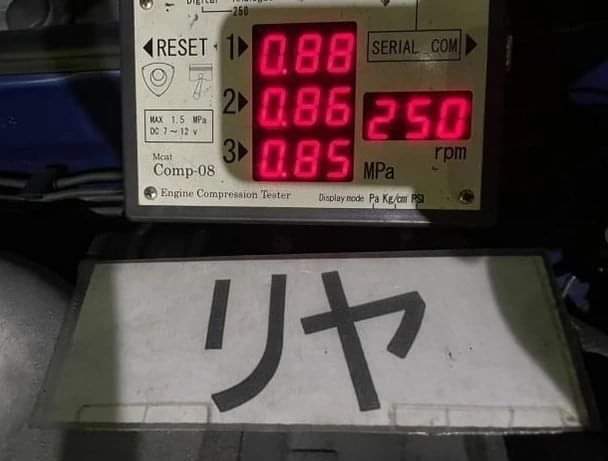 250
◀RESET 1▶ 0.88 SERIAL COM▶
2▶ 0.86 250
MAX 1.5 MPa
DC 7~12 v
rpm
3▶ 0.85 MPa
Mcat
Comp-08
Engine Compression Tester Display mode Pa Kg/cm² PSI
リヤ